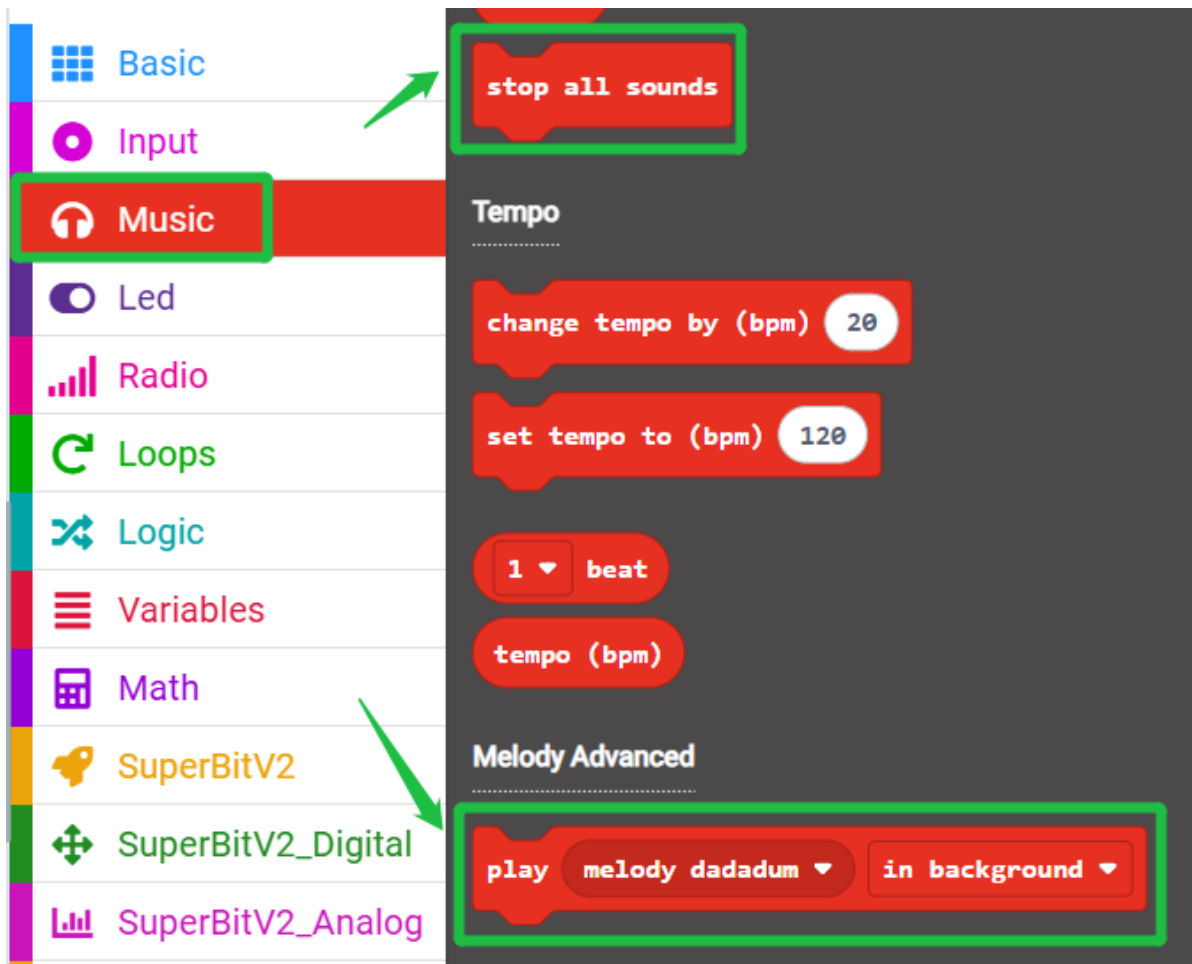 Basic
Input
Music
Led
Radio
Loops
Logic
Variables
Math
SuperBitV2
SuperBitV2_Digital
SuperBitV2_Analog
stop all sounds
Tempo
change tempo by (bpm) 20
set tempo to (bpm) 120
1 beat
tempo (bpm)
Melody Advanced
play melody dadadum in background